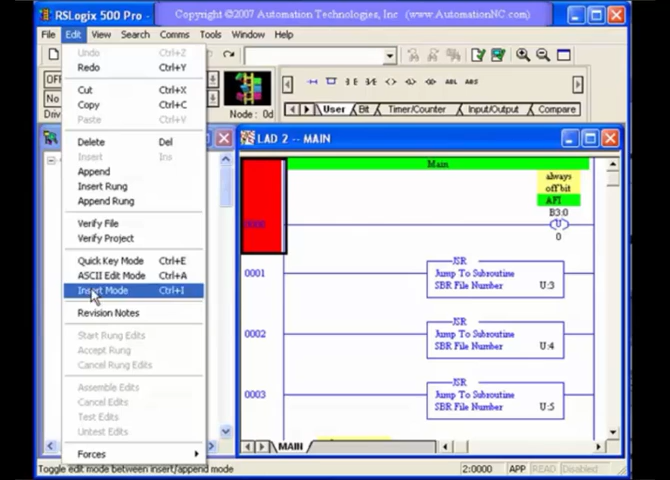 RSLogix 500 Pro -
Copyright ©2007 Automation Technologies, Inc (www.AutomationNC.com)
File Edit View Search Comms Tools Window Help
Undo Ctrl+Z
Redo Ctrl+Y
Cut Ctrl+X
Copy Ctrl+C
Paste Ctrl+V
Delete Del
Insert Ins
Append
Insert Rung
Append Rung
Verify File
Verify Project
Quick Key Mode Ctrl+E
ASCII Edit Mode Ctrl+A
Insert Mode Ctrl+I
Revision Notes
Start Rung Edits
Accept Rung
Cancel Rung Edits
Assemble Edits
Cancel Edits
Test Edits
Untest Edits
Forces
OFF
No
Driv
Node : 0d
ABL ABS
User Bit Timer/Counter Input/Output Compare
LAD 2 -- MAIN
Main
always
off bit
AFI
B3:0
0000
U
0
0001
JSR
Jump To Subroutine
SBR File Number U:3
0002
JSR
Jump To Subroutine
SBR File Number U:4
0003
JSR
Jump To Subroutine
SBR File Number U:5
MAIN
Toggle edit mode between insert/append mode
2:0000 APP READ Disabled